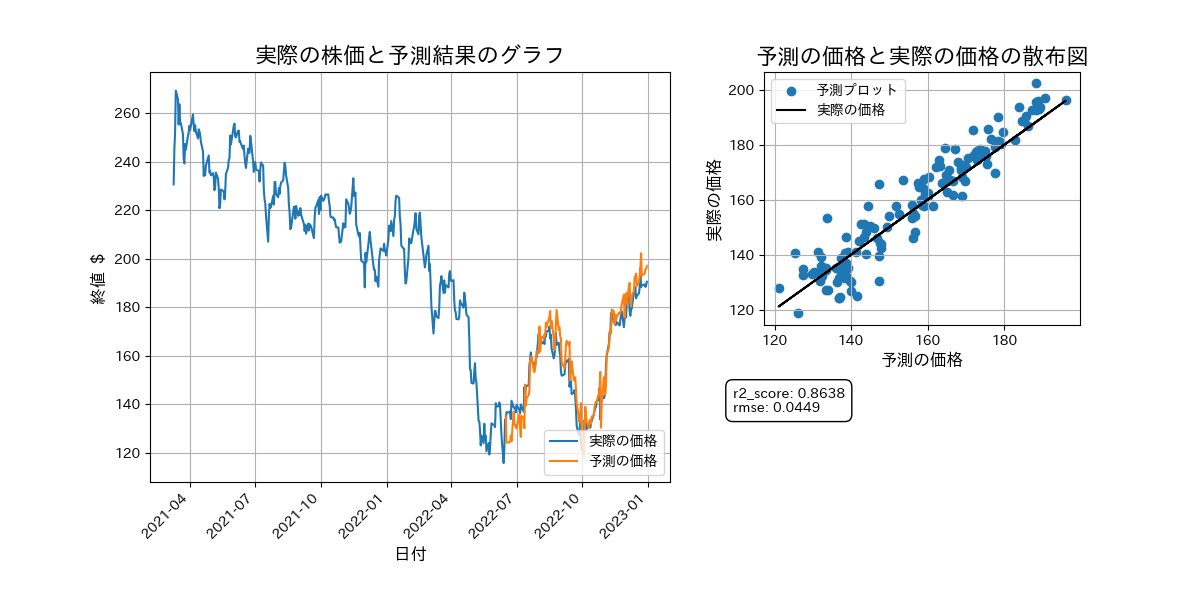 実際の株価と予測結果のグラフ
終値 $
260
240
220
200
180
160
140
120
2021-04
2021-07
2021-10
2022-01
2022-04
2022-07
2022-10
2023-01
日付
実際の価格
予測の価格
予測の価格と実際の価格の散布図
実際の価格
200
180
160
140
120
120
140
160
180
予測の価格
予測プロット
実際の価格
r2_score: 0.8638
rmse: 0.0449